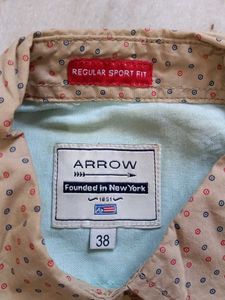 REGULAR SPORT FIT
ARROW
Founded in New York
1851
38